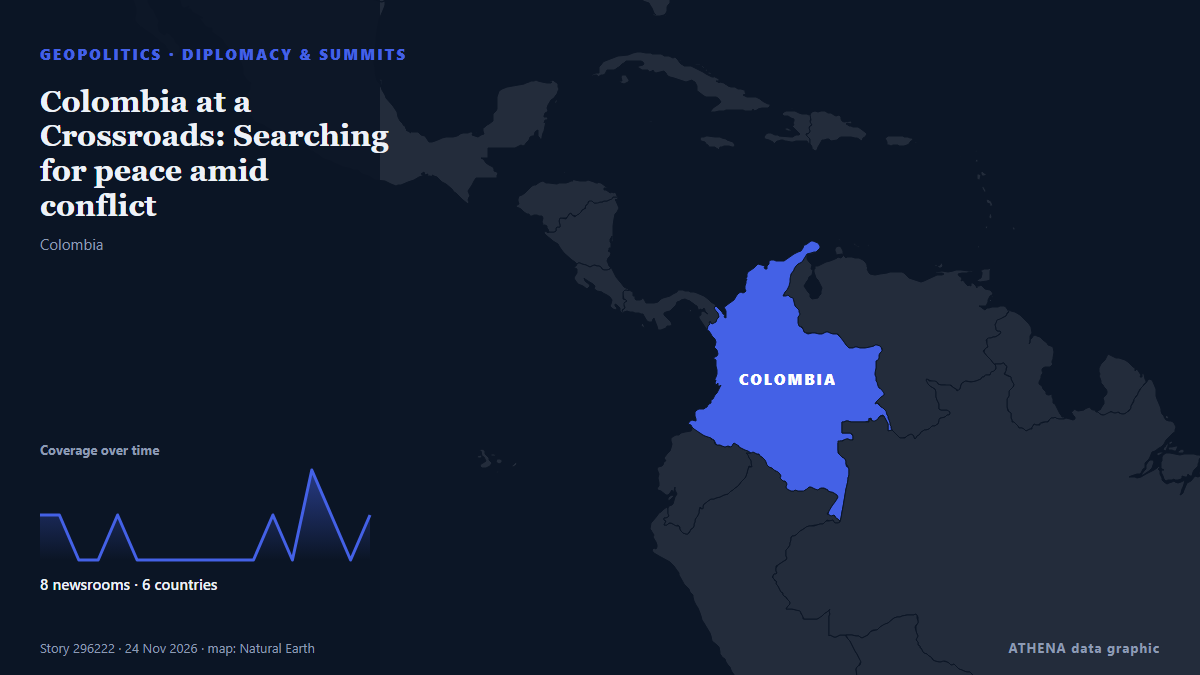 GEOPOLITICS · DIPLOMACY & SUMMITS
Colombia at a
Crossroads: Searching
for peace amid
conflict
Colombia
COLOMBIA
Coverage over time
8 newsrooms · 6 countries
Story 296222 · 24 Nov 2026 · map: Natural Earth
ATHENA data graphic